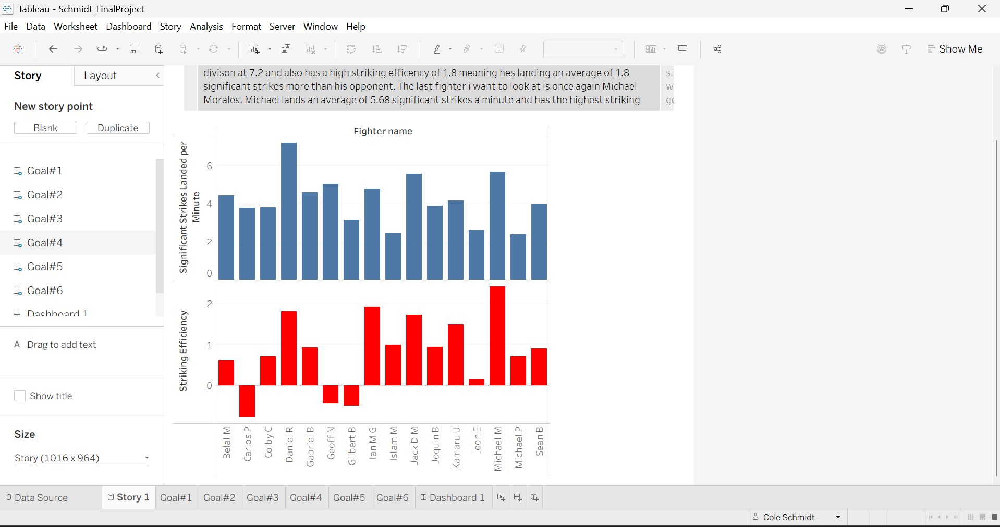 Tableau - Schmidt_FinalProject
File Data Worksheet Dashboard Story Analysis Format Server Window Help
Show Me
Story Layout
New story point
Blank Duplicate
Goal#1
Goal#2
Goal#3
Goal#4
Goal#5
Goal#6
Dashboard 1
A Drag to add text
Show title
Size
Story (1016 x 964)
divison at 7.2 and also has a high striking efficency of 1.8 meaning hes landing an average of 1.8
significant strikes more than his opponent. The last fighter i want to look at is once again Michael
Morales. Michael lands an average of 5.68 significant strikes a minute and has the highest striking
si
w
Fighter name
Significant Strikes Landed per
Minute
6
4
2
0
Striking Efficiency
2
1
0
Belal M
Carlos P
Colby C
Daniel R
Gabriel B
Geoff N
Gilbert B
Ian M G
Islam M
Jack D M
Joquin B
Kamaru U
Leon E
Michael M
Michael P
Sean B
Data Source Story 1 Goal#1 Goal#2 Goal#3 Goal#4 Goal#5 Goal#6 Dashboard 1
Cole Schmidt